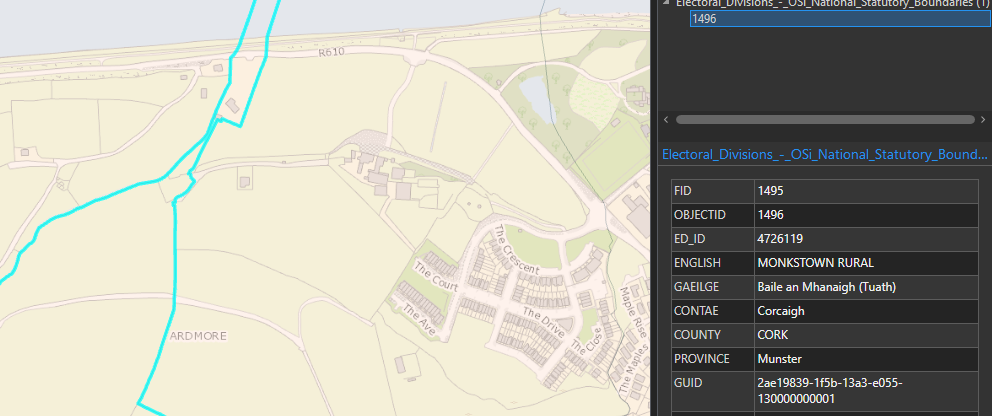 Electoral_Divisions_-_OSi_National_Statutory_Boundaries (1)
1496
R610
Electoral_Divisions_-_OSi_National_Statutory_Bound...
FID 1495
OBJECTID 1496
ED_ID 4726119
ENGLISH MONKSTOWN RURAL
GAEILGE Baile an Mhanaigh (Tuath)
CONTAE Corcaigh
COUNTY CORK
PROVINCE Munster
GUID 2ae19839-1f5b-13a3-e055-
130000000001
The Crescent
The Court
The Ave
The Drive
The Close
Maple Rise
The Maples
ARDMORE